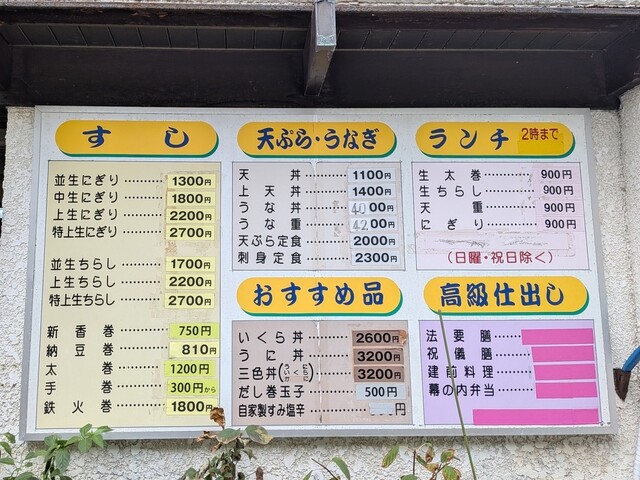 すし
並生にぎり………1300円
中生にぎり………1800円
上生にぎり………2200円
特上生にぎり……2700円
並生ちらし………1700円
上生ちらし………2200円
特上生ちらし……2700円
新香巻………750円
納豆巻………810円
太巻………1200円
手巻………300円から
鉄火巻………1800円
天ぷら・うなぎ
天丼………1100円
上天丼………1400円
うな丼………4000円
うな重………4200円
天ぷら定食……2000円
刺身定食………2300円
おすすめ品
いくら丼………2600円
うに丼………3200円
三色丼………3200円
だし巻玉子……500円
自家製すみ塩辛……円
ランチ 2時まで
生太巻………900円
生ちらし………900円
天重………900円
にぎり………900円
(日曜・祝日除く)
高級仕出し
法要膳……
祝儀膳……
建前料理……
幕の内弁当……